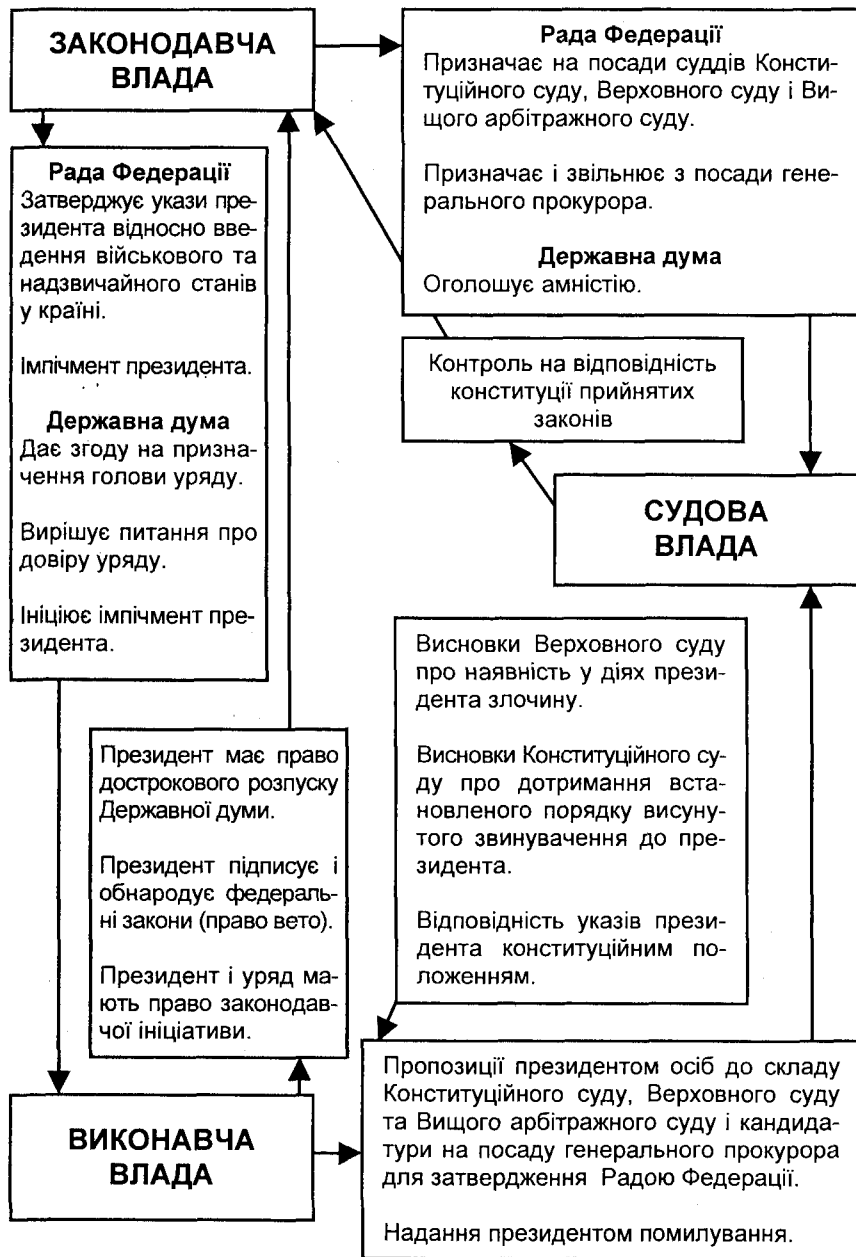 ЗАКОНОДАВЧА
ВЛАДА
Рада Федерації
Призначає на посади суддів Консти-
туційного суду, Верховного суду і Ви-
щого арбітражного суду.
Призначає і звільнює з посади гене-
рального прокурора.
Державна дума
Оголошує амністію.
Рада Федерації
Затверджує укази пре-
зидента відносно вве-
дення військового та
надзвичайного станів
у країні.
Імпічмент президента.
Державна дума
Дає згоду на призна-
чення голови уряду.
Вирішує питання про
довіру уряду.
Ініціює імпічмент пре-
зидента.
Контроль на відповідність
конституції прийнятих
законів
СУДОВА
ВЛАДА
Висновки Верховного суду
про наявність у діях прези-
дента злочину.
Висновки Конституційного су-
ду про дотримання вста-
новленого порядку висуну-
того звинувачення до пре-
зидента.
Відповідність указів прези-
дента конституційним по-
ложенням.
Президент має право
дострокового розпуску
Державної думи.
Президент підписує і
обнародує федераль-
ні закони (право вето).
Президент і уряд ма-
ють право законодав-
чої ініціативи.
ВИКОНАВЧА
ВЛАДА
Пропозиції президентом осіб до складу
Конституційного суду, Верховного суду
та Вищого арбітражного суду і кандида-
тури на посаду генерального прокурора
для затвердження Радою Федерації.
Надання президентом помилування.